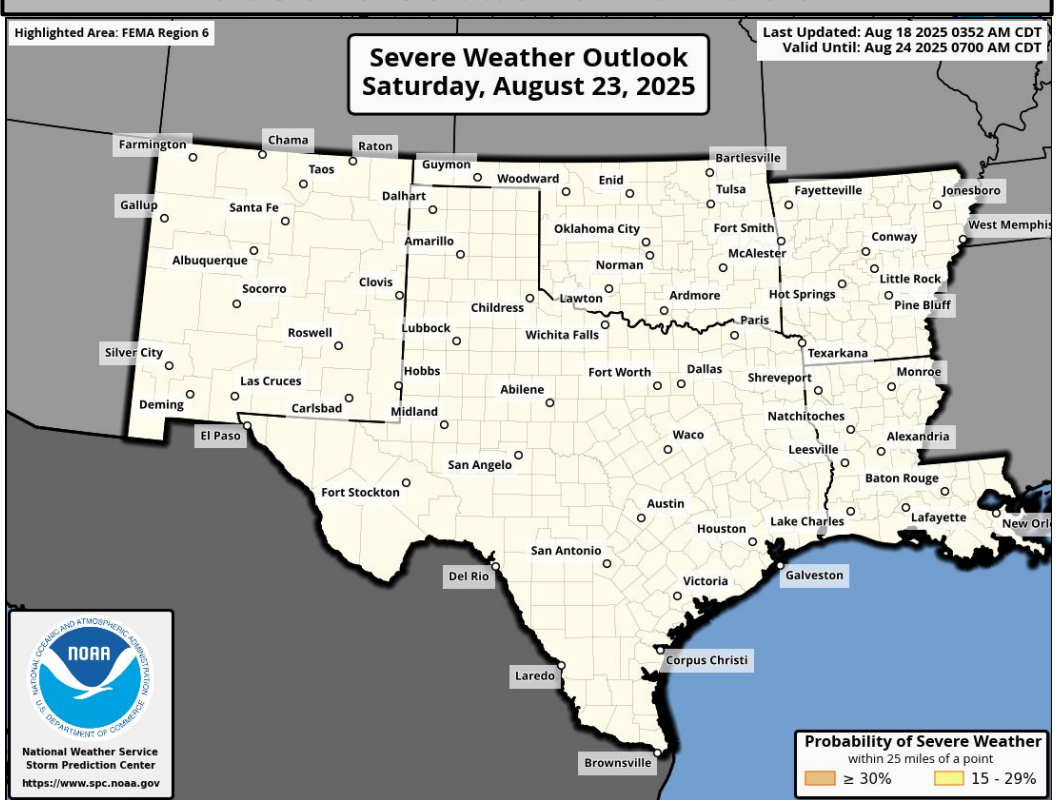 Highlighted Area: FEMA Region 6
Severe Weather Outlook
Saturday, August 23, 2025
Last Updated: Aug 18 2025 0352 AM CDT
Valid Until: Aug 24 2025 0700 AM CDT
Farmington
Chama
Raton
Taos
Guymon
Woodward
Enid
Bartlesville
Tulsa
Fayetteville
Jonesboro
Gallup
Santa Fe
Dalhart
Oklahoma City
Fort Smith
West Memphis
Albuquerque
Amarillo
Norman
McAlester
Conway
Socorro
Clovis
Childress
Lawton
Ardmore
Hot Springs
Little Rock
Pine Bluff
Roswell
Lubbock
Wichita Falls
Paris
Texarkana
Silver City
Las Cruces
Hobbs
Abilene
Fort Worth
Dallas
Shreveport
Monroe
Deming
Carlsbad
Midland
Natchitoches
El Paso
San Angelo
Waco
Leesville
Alexandria
Fort Stockton
Austin
Baton Rouge
Houston
Lake Charles
Lafayette
New Orl
San Antonio
Del Rio
Victoria
Galveston
Laredo
Corpus Christi
Brownsville
NATIONAL OCEANIC AND ATMOSPHERIC ADMINISTRATION
NOAA
U.S. DEPARTMENT OF COMMERCE
National Weather Service
Storm Prediction Center
https://www.spc.noaa.gov
Probability of Severe Weather
within 25 miles of a point
≥ 30%
15 - 29%